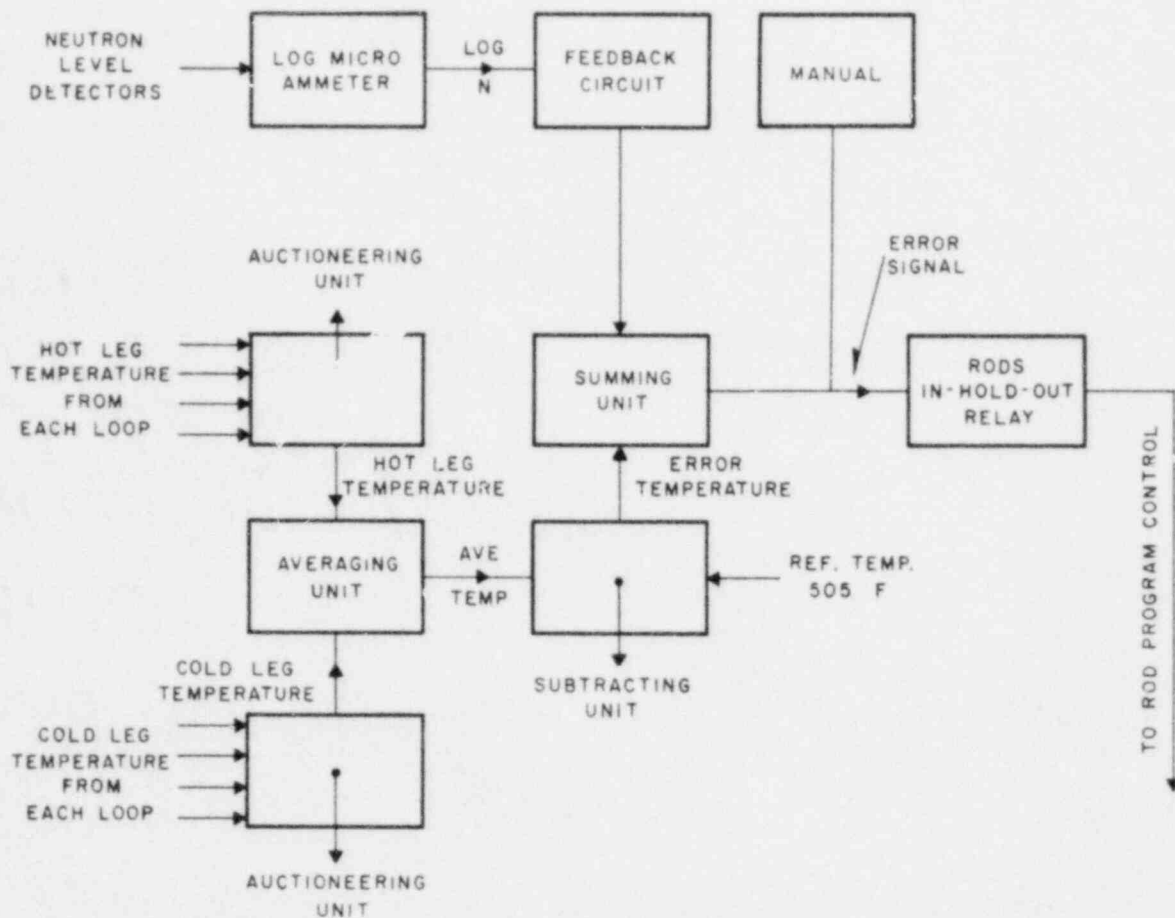 NEUTRON
LEVEL
DETECTORS
LOG MICRO
AMMETER
LOG
N
FEEDBACK
CIRCUIT
MANUAL
AUCTIONEERING
UNIT
ERROR
SIGNAL
HOT LEG
TEMPERATURE
FROM
EACH LOOP
SUMMING
UNIT
RODS
IN-HOLD-OUT
RELAY
HOT LEG
TEMPERATURE
ERROR
TEMPERATURE
AVERAGING
UNIT
AVE
TEMP
REF. TEMP.
505 F
COLD LEG
TEMPERATURE
SUBTRACTING
UNIT
COLD LEG
TEMPERATURE
FROM
EACH LOOP
AUCTIONEERING
UNIT
TO ROD PROGRAM CONTROL